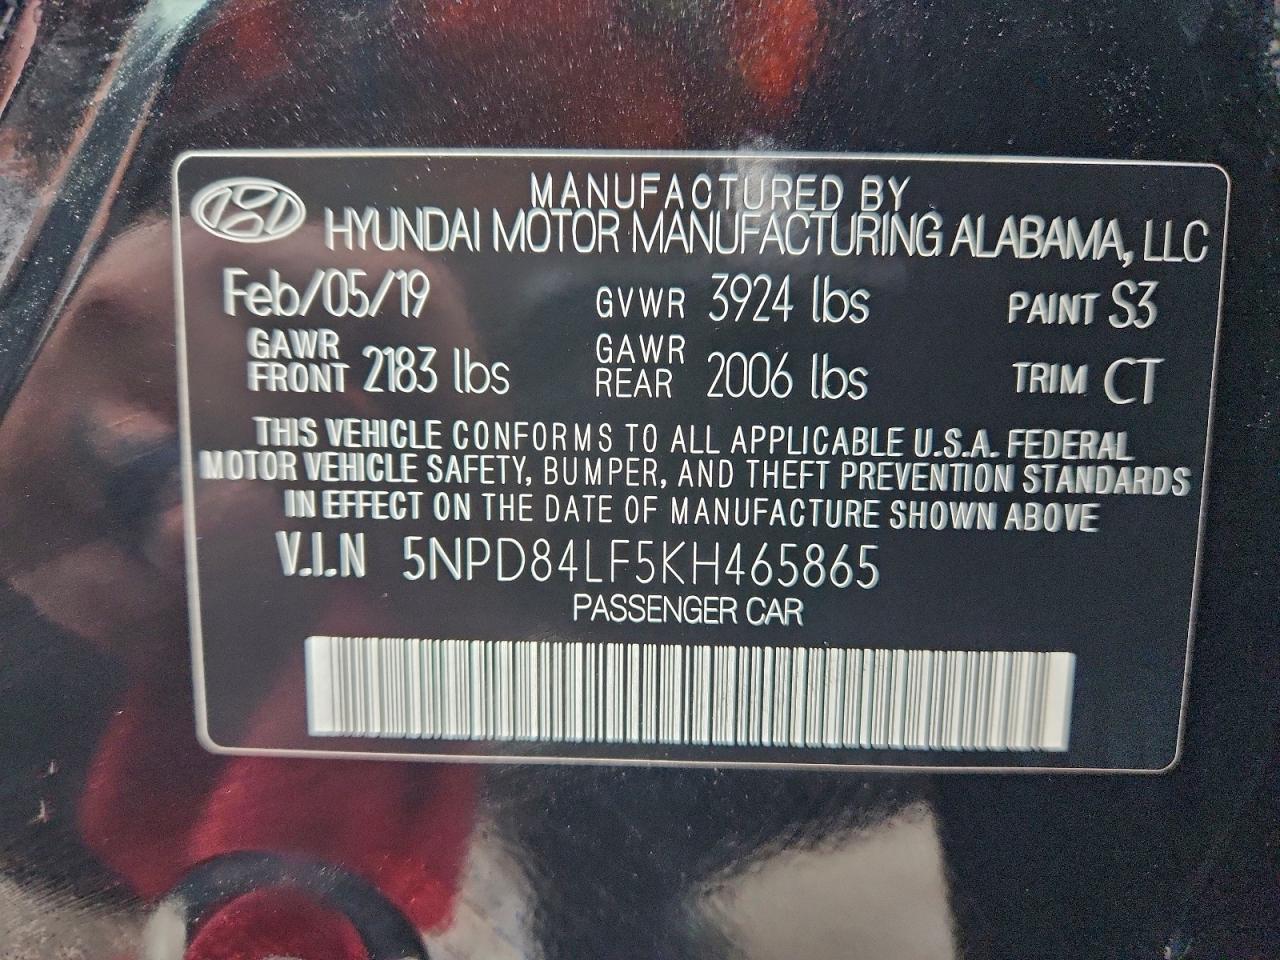 MANUFACTURED BY
HYUNDAI MOTOR MANUFACTURING ALABAMA, LLC
Feb/05/19 GVWR 3924 lbs PAINT S3
GAWR FRONT 2183 lbs GAWR REAR 2006 lbs TRIM CT
THIS VEHICLE CONFORMS TO ALL APPLICABLE U.S.A. FEDERAL
MOTOR VEHICLE SAFETY, BUMPER, AND THEFT PREVENTION STANDARDS
IN EFFECT ON THE DATE OF MANUFACTURE SHOWN ABOVE
V.I.N 5NPD84LF5KH465865
PASSENGER CAR